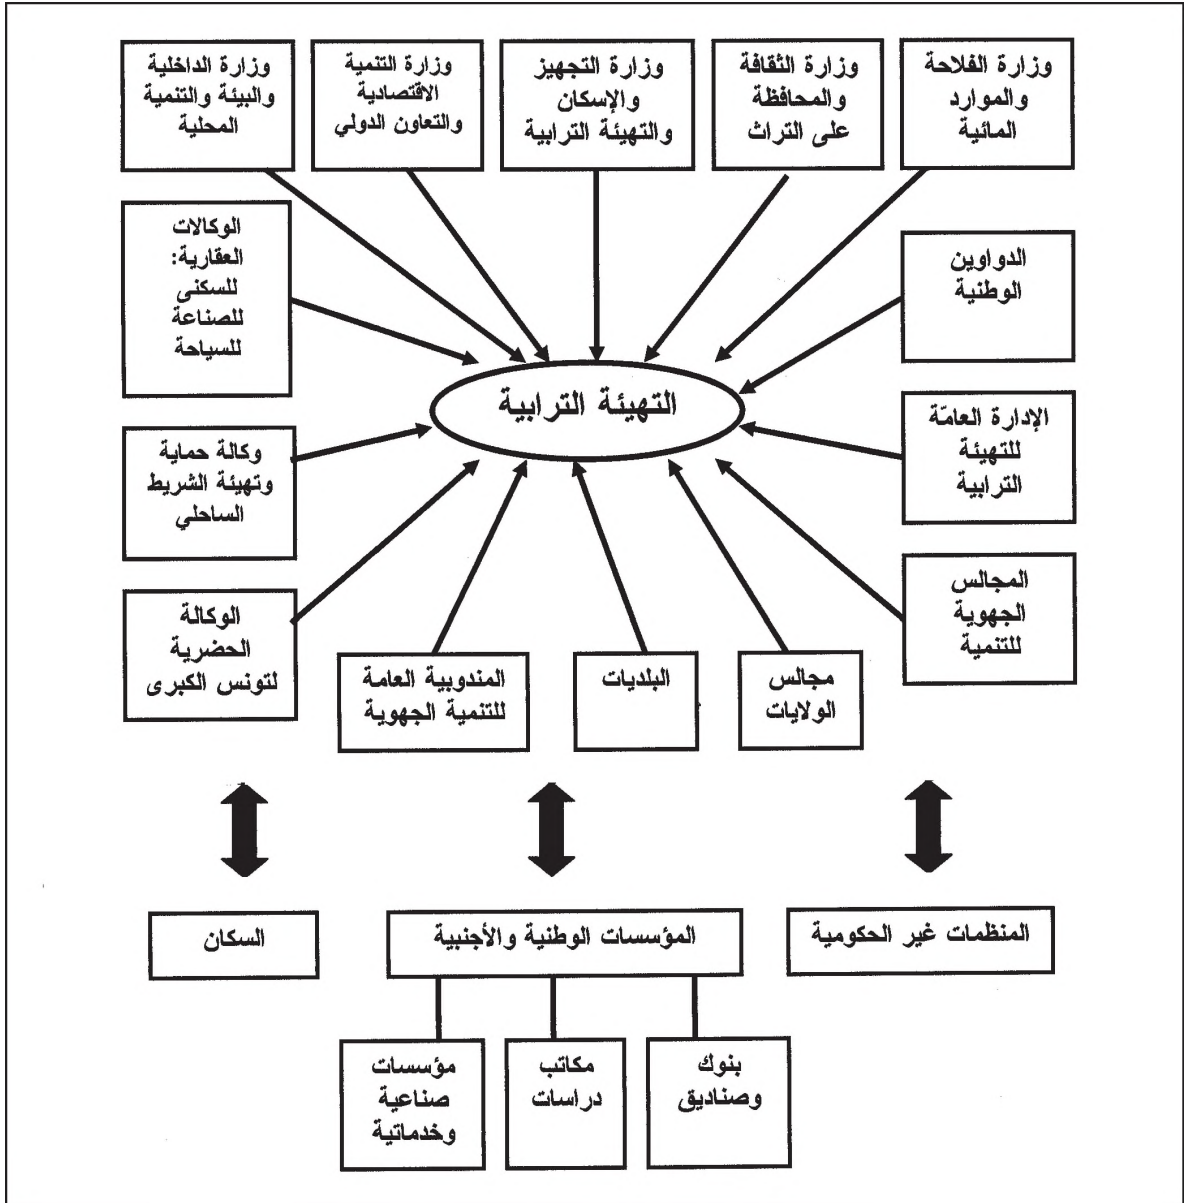 وزارة الفلاحة
والموارد
المائية
وزارة الثقافة
والمحافظة
على التراث
وزارة التجهيز
والإسكان
والتهيئة الترابية
وزارة التنمية
الاقتصادية
والتعاون الدولي
وزارة الداخلية
والبيئة والتنمية
المحلية
الدواوين
الوطنية
الوكالات
العقارية:
للسكنى
للصناعة
للسياحة
التهيئة الترابية
الإدارة العامّة
للتهيئة
الترابية
وكالة حماية
وتهيئة الشريط
الساحلي
المجالس
الجهوية
للتنمية
الوكالة
الحضرية
لتونس الكبرى
مجالس
الولايات
البلديات
المندوبية العامة
للتنمية الجهوية
المنظمات غير الحكومية
المؤسسات الوطنية والأجنبية
السكان
بنوك
وصناديق
مكاتب
دراسات
مؤسسات
صناعية
وخدماتية